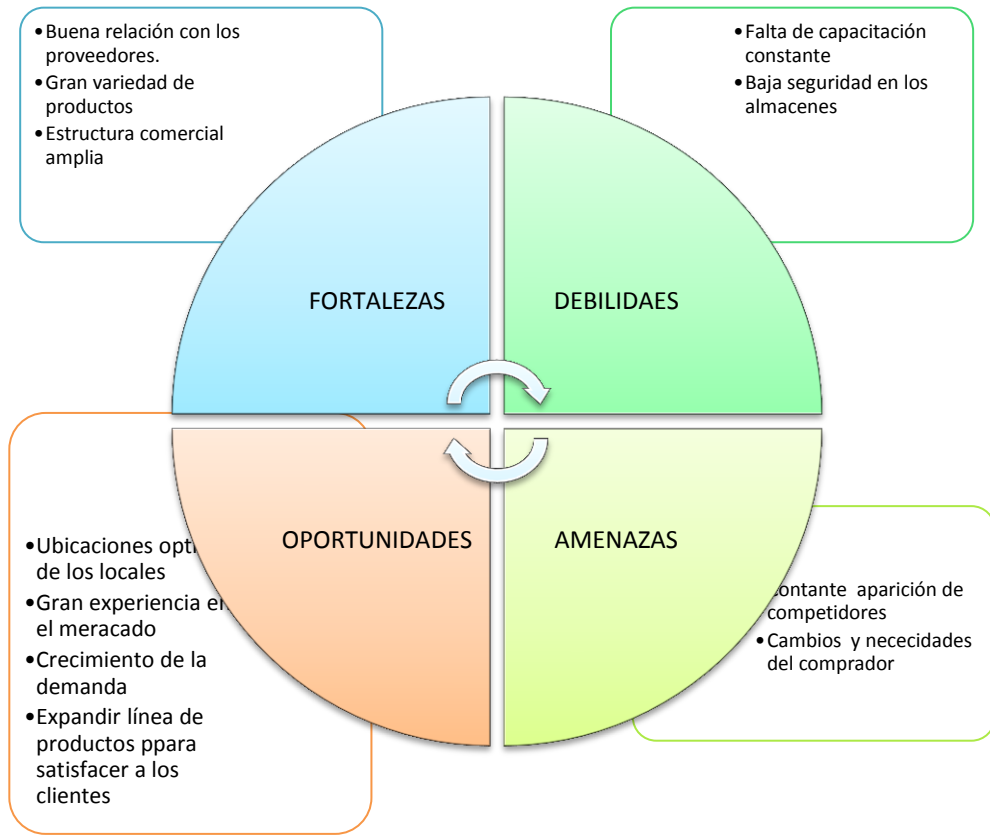 •Buena relación con los
proveedores.
•Gran variedad de
productos
•Estructura comercial
amplia
•Falta de capacitación
constante
•Baja seguridad en los
almacenes
FORTALEZAS
DEBILIDAES
OPORTUNIDADES
AMENAZAS
•Ubicaciones
de los locales
•Gran experiencia en
el meracado
•Crecimiento de la
demanda
•Expandir línea de
productos ppara
satisfacer a los
clientes
aparición de
competidores
•Cambios y nececidades
del comprador